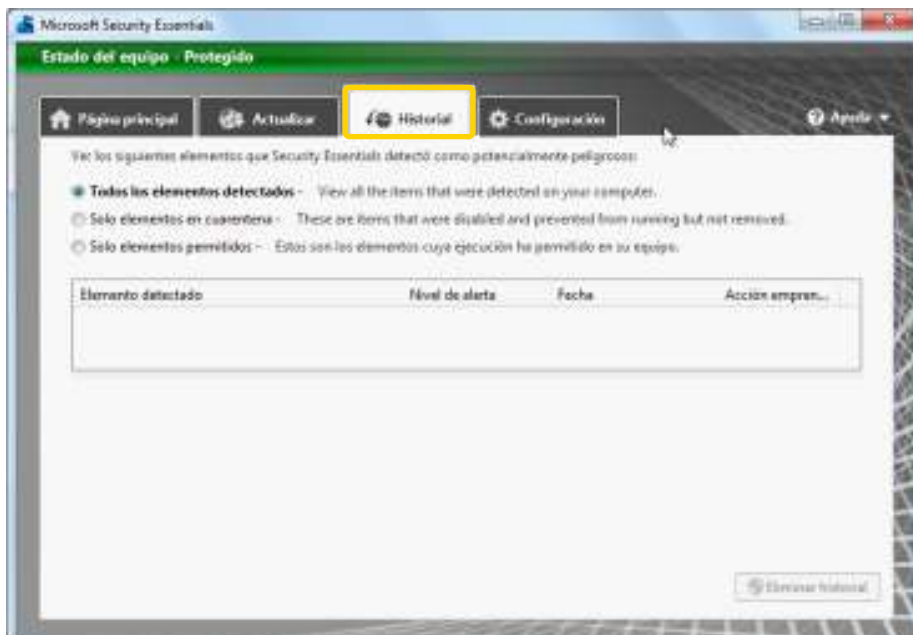 Microsoft Security Essentials
Estado del equipo - Protegido
Página principal
Actualizar
Historial
Configuración
Ayuda
Ver los siguientes elementos que Security Essentials detectó como potencialmente peligrosos:
Todos los elementos detectados - View all the items that were detected on your computer.
Solo elementos en cuarentena - These are items that were disabled and prevented from running but not removed.
Solo elementos permitidos - Estos son los elementos cuya ejecución ha permitido en su equipo.
Elemento detectado Nivel de alerta Fecha Acción empren...
Eliminar historial